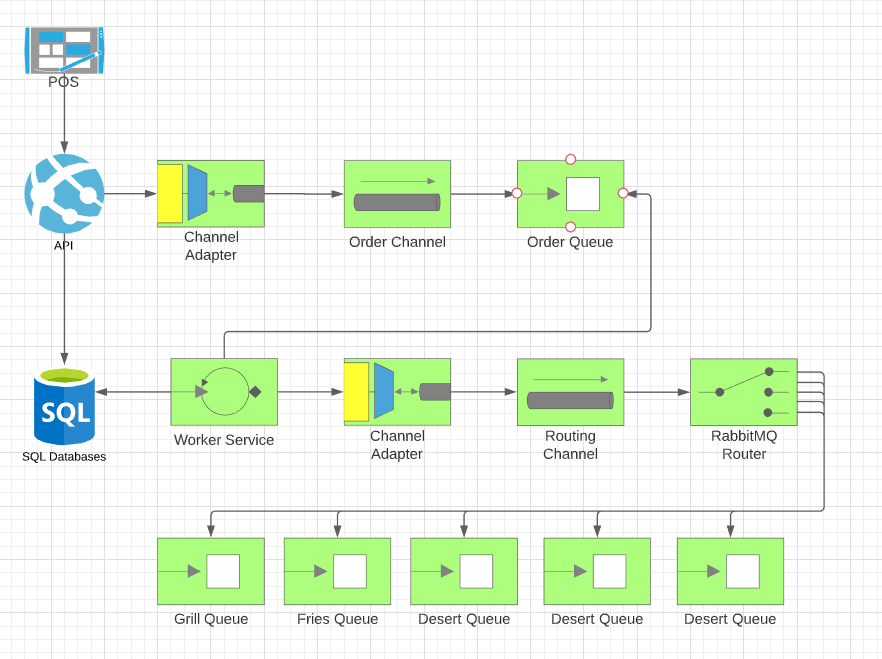 POS
API
Channel
Adapter
Order Channel
Order Queue
SQL
SQL Databases
Worker Service
Channel
Adapter
Routing
Channel
RabbitMQ
Router
Grill Queue
Fries Queue
Desert Queue
Desert Queue
Desert Queue